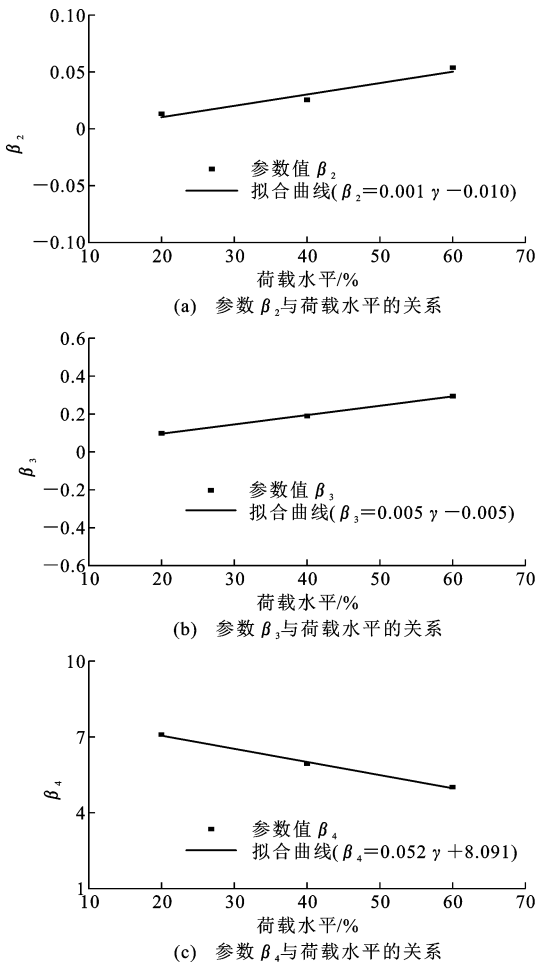 0.10
0.05
0
−0.05
−0.10
β2
参数值 β2
拟合曲线(β2=0.001 γ−0.010)
10 20 30 40 50 60 70
荷载水平/%
(a) 参数 β2与荷载水平的关系
0.6
0.4
0.2
0
−0.2
−0.4
−0.6
β3
参数值 β3
拟合曲线(β3=0.005 γ−0.005)
10 20 30 40 50 60 70
荷载水平/%
(b) 参数 β3与荷载水平的关系
10
7
4
1
β4
参数值 β4
拟合曲线(β4=0.052 γ+8.091)
10 20 30 40 50 60 70
荷载水平/%
(c) 参数 β4与荷载水平的关系